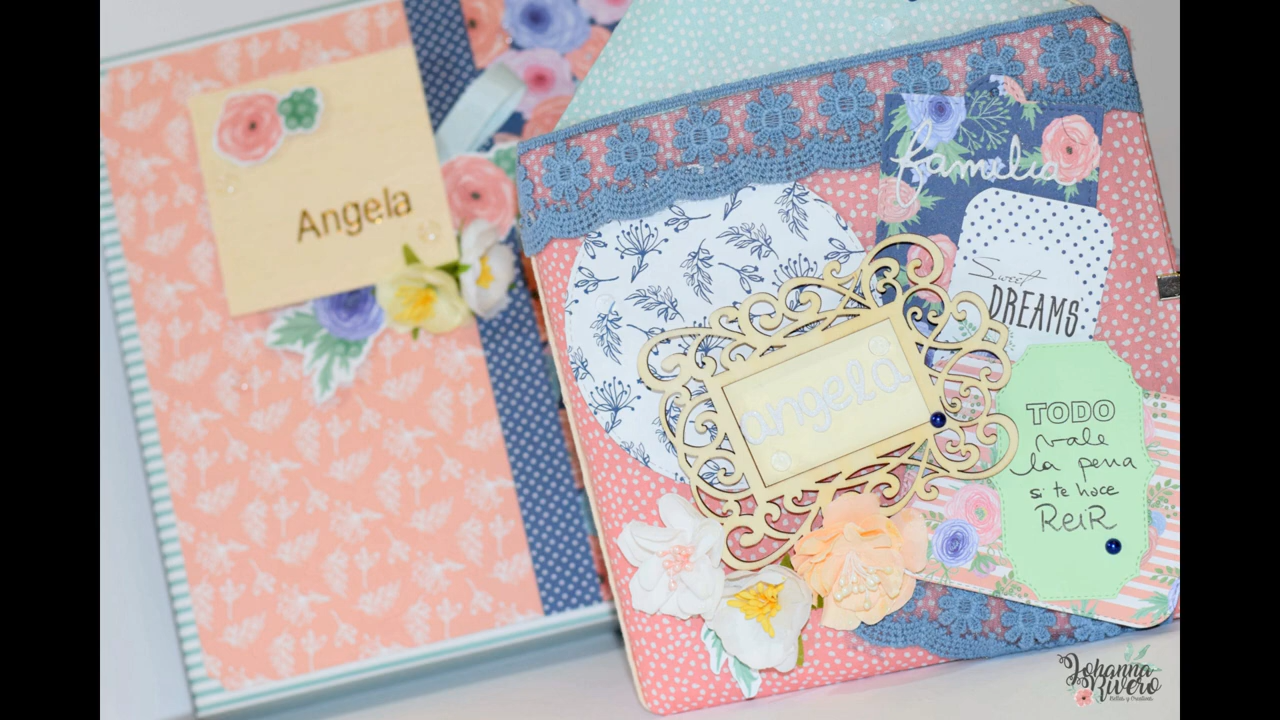 Angela
familia
Sweet
DREAMS
angela
TODO
vale
la pena
si te hace
ReiR
Johanna
Rivero